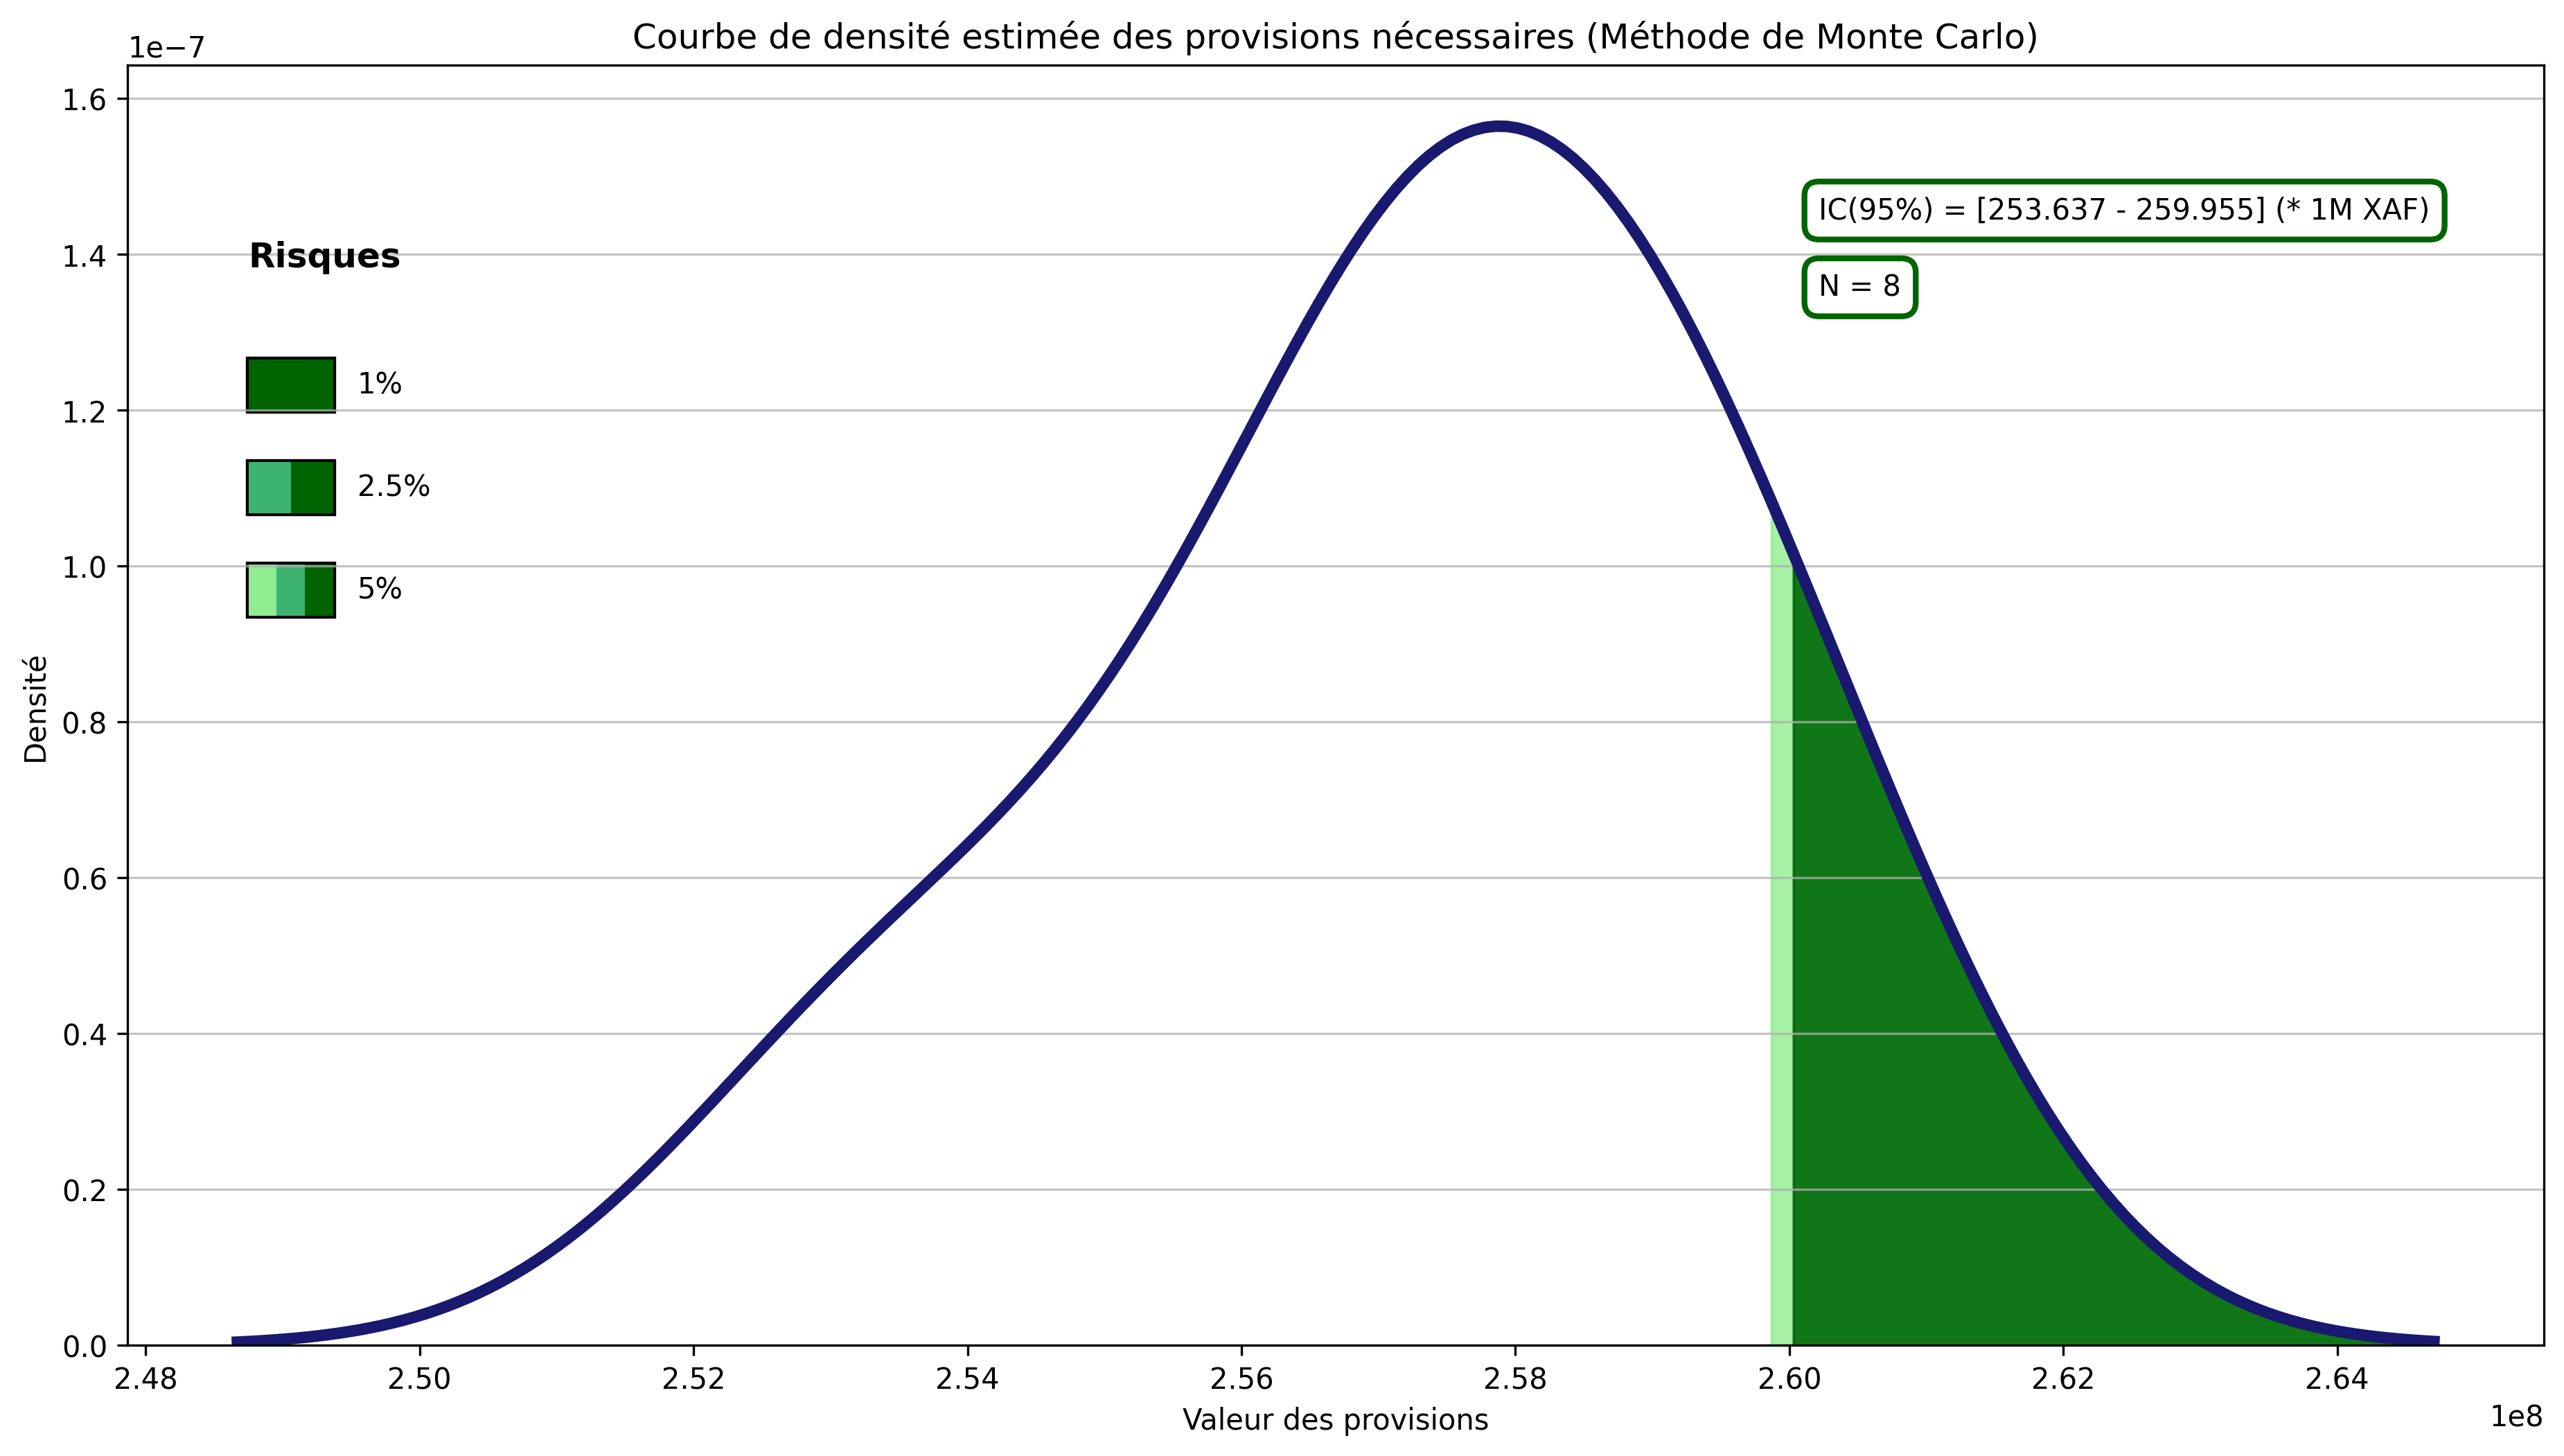 Courbe de densité estimée des provisions nécessaires (Méthode de Monte Carlo)
1e−7
1.6
1.4
1.2
1.0
0.8
0.6
0.4
0.2
0.0
Densité
Risques
1%
2.5%
5%
IC(95%) = [253.637 - 259.955] (* 1M XAF)
N = 8
2.48 2.50 2.52 2.54 2.56 2.58 2.60 2.62 2.64
1e8
Valeur des provisions